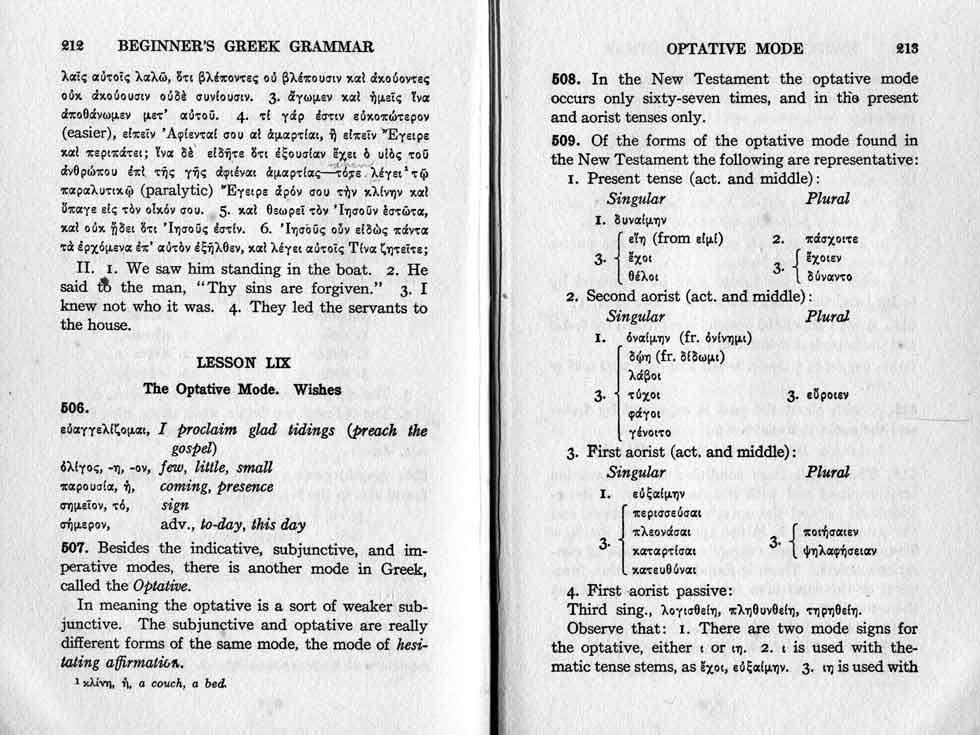 212 BEGINNER'S GREEK GRAMMAR
λαῖς αὐτοῖς λαλῶ, ὅτι βλέποντες οὐ βλέπουσιν καὶ ἀκούοντες
οὐκ ἀκούουσιν οὐδὲ συνίουσιν. 3. ἄγωμεν καὶ ἡμεῖς ἵνα
ἀποθάνωμεν μετ' αὐτοῦ. 4. τί γάρ ἐστιν εὐκοπώτερον
(easier), εἰπεῖν Ἀφίενταί σου αἱ ἁμαρτίαι, ἢ εἰπεῖν Ἔγειρε
καὶ περιπάτει; ἵνα δὲ εἰδῆτε ὅτι ἐξουσίαν ἔχει ὁ υἱὸς τοῦ
ἀνθρώπου ἐπὶ τῆς γῆς ἀφιέναι ἁμαρτίας—τότε λέγει¹ τῷ
παραλυτικῷ (paralytic) Ἔγειρε ἆρόν σου τὴν κλίνην καὶ
ὕπαγε εἰς τὸν οἶκόν σου. 5. καὶ θεωρεῖ τὸν Ἰησοῦν ἑστῶτα,
καὶ οὐκ ᾔδει ὅτι Ἰησοῦς ἐστίν. 6. Ἰησοῦς οὖν εἰδὼς πάντα
τὰ ἐρχόμενα ἐπ' αὐτὸν ἐξῆλθεν, καὶ λέγει αὐτοῖς Τίνα ζητεῖτε;
II. 1. We saw him standing in the boat. 2. He
said to the man, "Thy sins are forgiven." 3. I
knew not who it was. 4. They led the servants to
the house.
LESSON LIX
The Optative Mode. Wishes
506.
εὐαγγελίζομαι, I proclaim glad tidings (preach the
gospel)
ὀλίγος, -η, -ον, few, little, small
παρουσία, ἡ, coming, presence
σημεῖον, τό, sign
σήμερον, adv., to-day, this day
507. Besides the indicative, subjunctive, and im-
perative modes, there is another mode in Greek,
called the Optative.
In meaning the optative is a sort of weaker sub-
junctive. The subjunctive and optative are really
different forms of the same mode, the mode of hesi-
tating affirmation.
¹ κλίνη, ἡ, a couch, a bed.
OPTATIVE MODE 213
508. In the New Testament the optative mode
occurs only sixty-seven times, and in the present
and aorist tenses only.
509. Of the forms of the optative mode found in
the New Testament the following are representative:
1. Present tense (act. and middle):
Singular Plural
1. δυναίμην
εἴη (from εἰμί) 2. πάσχοιτε
3. ἔχοι 3. ἔχοιεν
θέλοι δύναντο
2. Second aorist (act. and middle):
Singular Plural
1. ὀναίμην (fr. ὀνίνημι)
δῴη (fr. δίδωμι)
λάβοι
3. τύχοι 3. εὕροιεν
φάγοι
γένοιτο
3. First aorist (act. and middle):
Singular Plural
1. εὐξαίμην
περισσεύσαι
3. πλεονάσαι 3. ποιήσαιεν
καταρτίσαι ψηλαφήσειαν
κατευθύναι
4. First aorist passive:
Third sing., λογισθείη, πληθυνθείη, τηρηθείη.
Observe that: 1. There are two mode signs for
the optative, either ι or ιη. 2. ι is used with the-
matic tense stems, as ἔχοι, εὐξαίμην. 3. ιη is used with